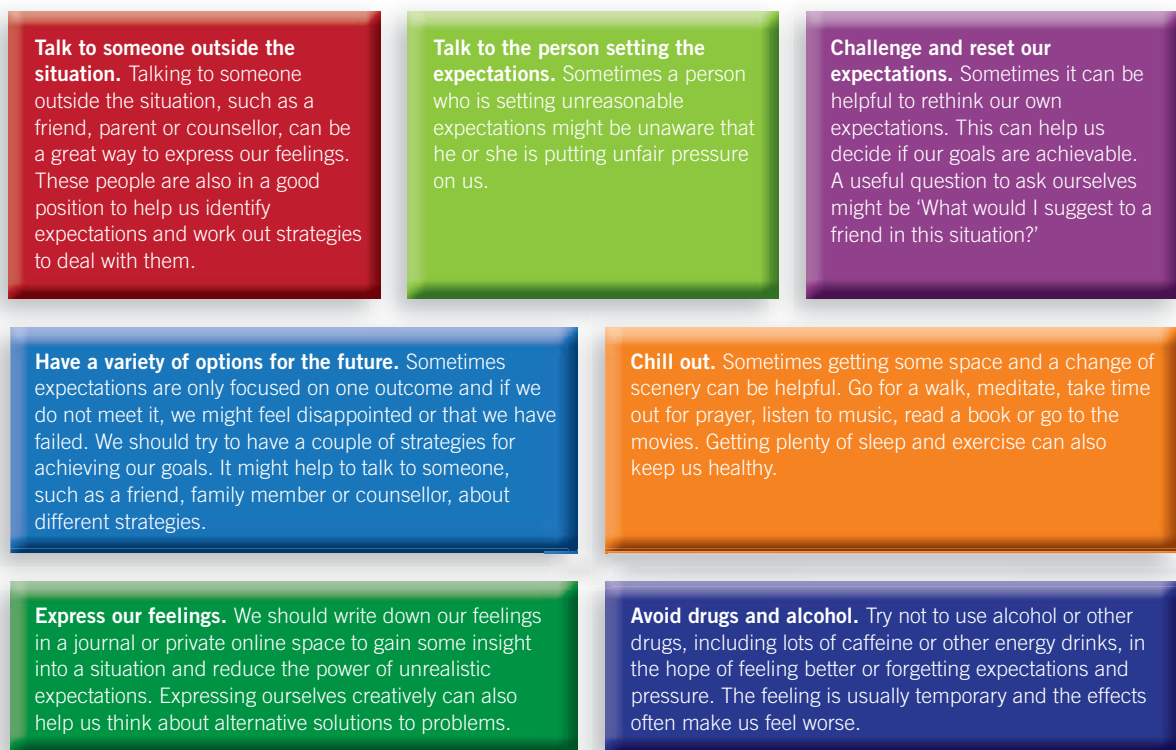 Talk to someone outside the
situation. Talking to someone
outside the situation, such as a
friend, parent or counsellor, can be
a great way to express our feelings.
These people are also in a good
position to help us identify
expectations and work out strategies
to deal with them.
Talk to the person setting the
expectations. Sometimes a person
who is setting unreasonable
expectations might be unaware that
he or she is putting unfair pressure
on us.
Challenge and reset our
expectations. Sometimes it can be
helpful to rethink our own
expectations. This can help us
decide if our goals are achievable.
A useful question to ask ourselves
might be ‘What would I suggest to a
friend in this situation?’
Have a variety of options for the future. Sometimes
expectations are only focused on one outcome and if we
do not meet it, we might feel disappointed or that we have
failed. We should try to have a couple of strategies for
achieving our goals. It might help to talk to someone,
such as a friend, family member or counsellor, about
different strategies.
Chill out. Sometimes getting some space and a change of
scenery can be helpful. Go for a walk, meditate, take time
out for prayer, listen to music, read a book or go to the
movies. Getting plenty of sleep and exercise can also
keep us healthy.
Express our feelings. We should write down our feelings
in a journal or private online space to gain some insight
into a situation and reduce the power of unrealistic
expectations. Expressing ourselves creatively can also
help us think about alternative solutions to problems.
Avoid drugs and alcohol. Try not to use alcohol or other
drugs, including lots of caffeine or other energy drinks, in
the hope of feeling better or forgetting expectations and
pressure. The feeling is usually temporary and the effects
often make us feel worse.